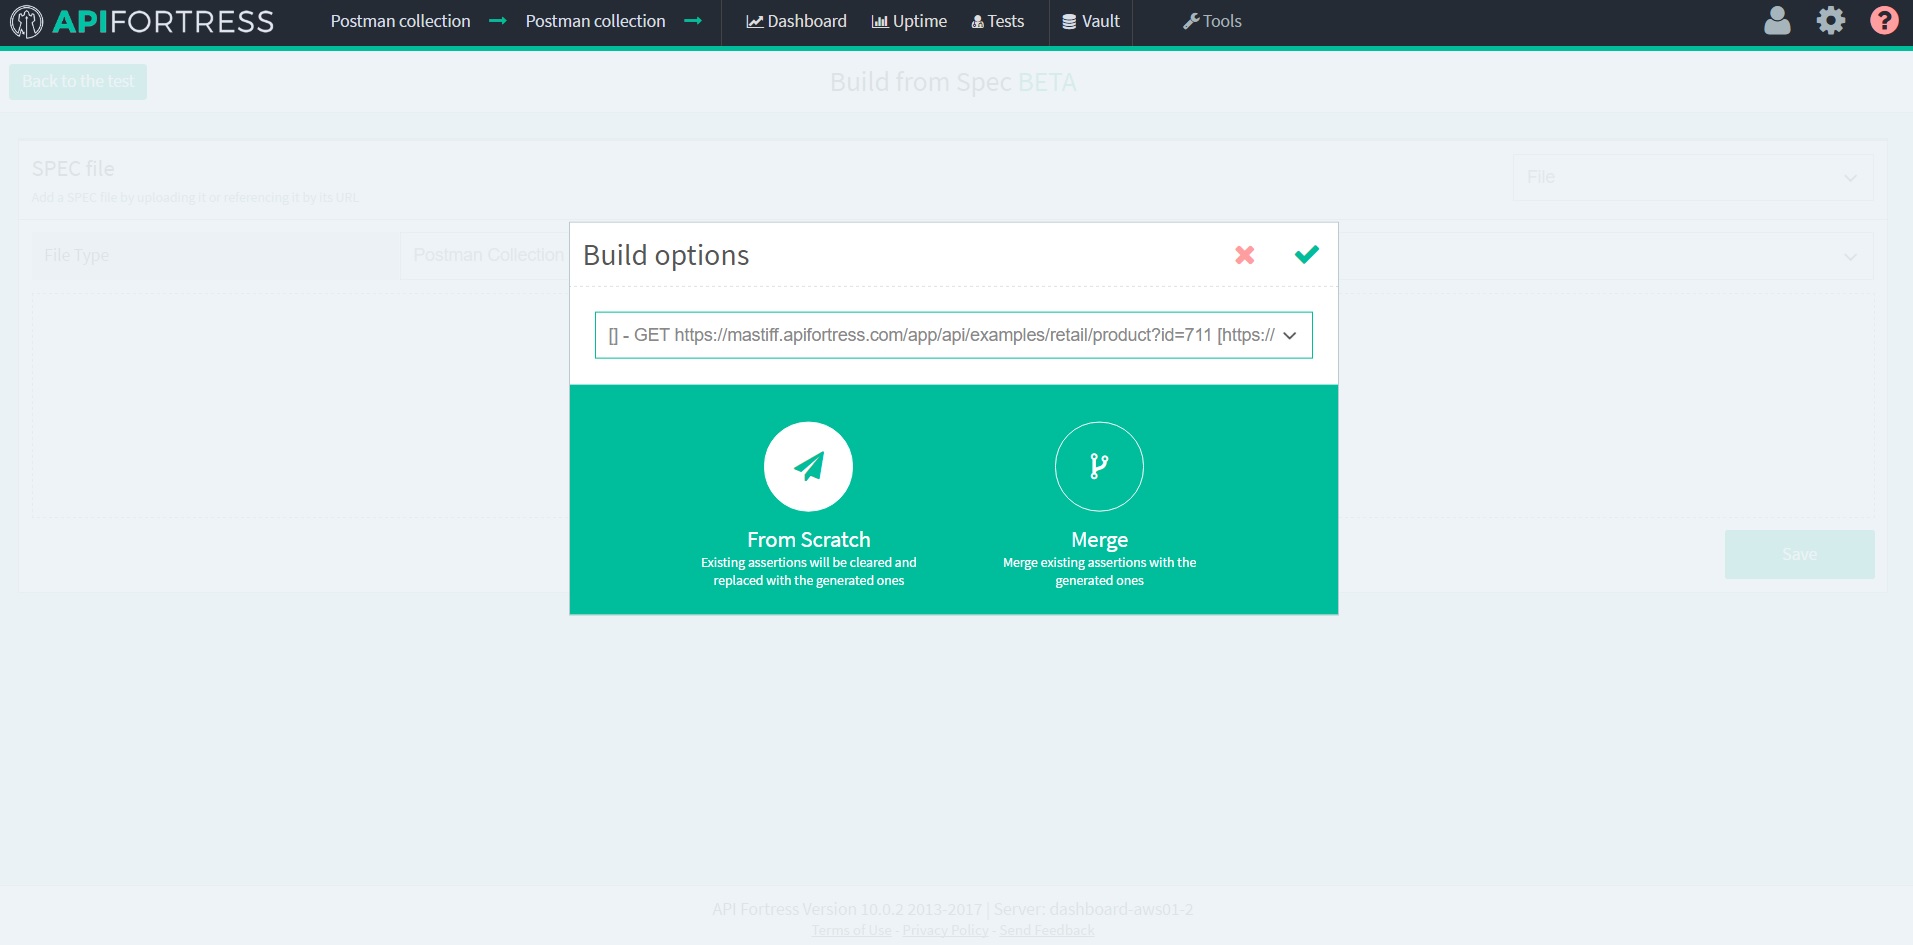 APIFORTRESS Postman collection Postman collection Dashboard Uptime Tests Vault Tools ?
Back to the test
Build from Spec BETA
SPEC file
Add a SPEC file by uploading it or referencing it by its URL
File
File Type
Postman Collection
Build options
[] - GET https://mastiff.apifortress.com/app/api/examples/retail/product?id=711 [https://
From Scratch
Existing assertions will be cleared and
replaced with the generated ones
Merge
Merge existing assertions with the
generated ones
Save
API Fortress Version 10.0.2 2013-2017 | Server: dashboard-aws01-2
Terms of Use - Privacy Policy - Send Feedback